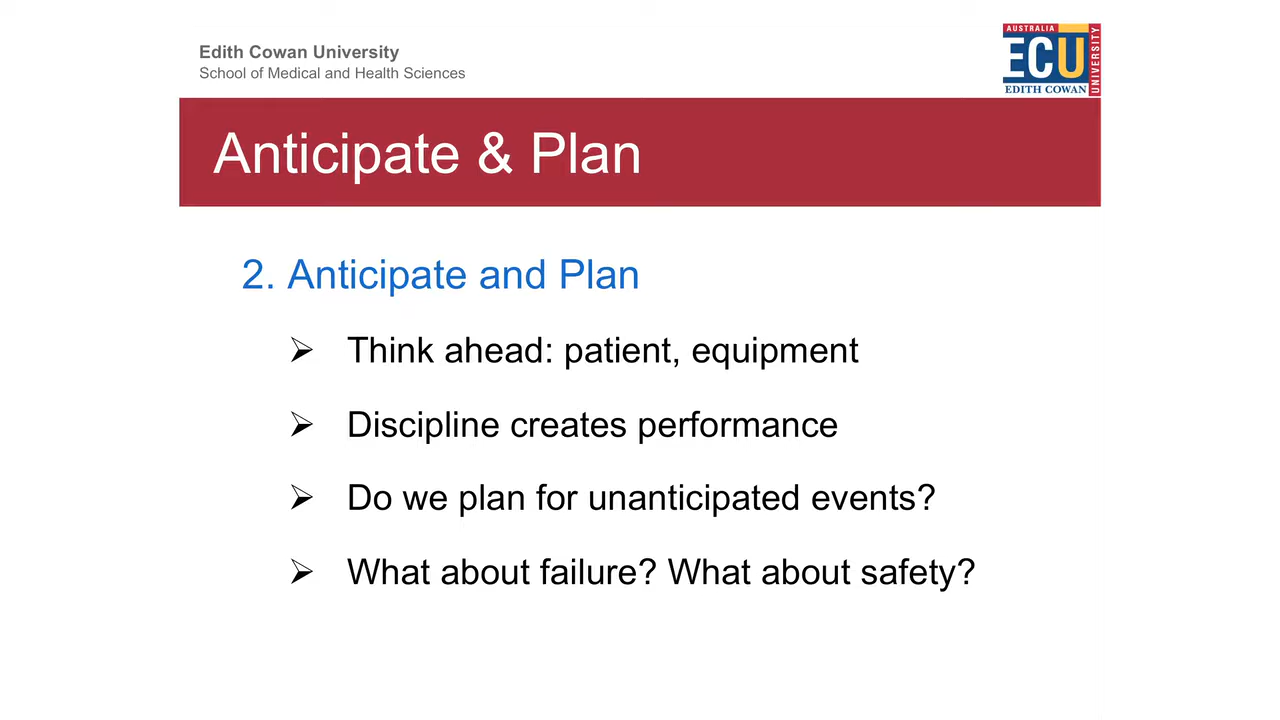 Edith Cowan University
School of Medical and Health Sciences
AUSTRALIA
ECU
EDITH COWAN
UNIVERSITY
Anticipate & Plan
2. Anticipate and Plan
➢ Think ahead: patient, equipment
➢ Discipline creates performance
➢ Do we plan for unanticipated events?
➢ What about failure? What about safety?